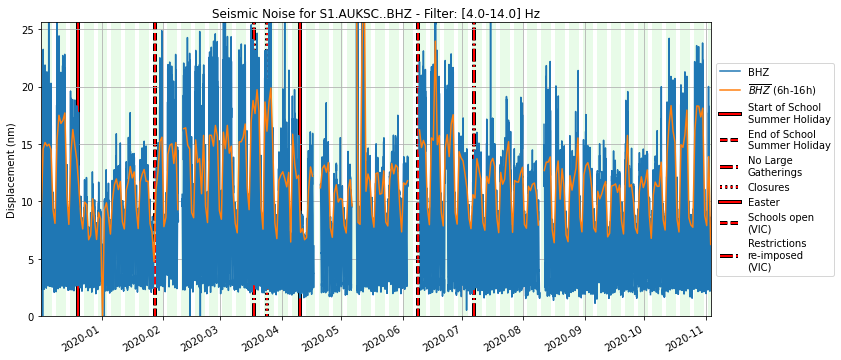 Seismic Noise for S1.AUKSC..BHZ - Filter: [4.0-14.0] Hz
Displacement (nm)
25
20
15
10
5
0
2020-01
2020-02
2020-03
2020-04
2020-05
2020-06
2020-07
2020-08
2020-09
2020-10
2020-11
BHZ
BHZ (6h-16h)
Start of School
Summer Holiday
End of School
Summer Holiday
No Large
Gatherings
Closures
Easter
Schools open
(VIC)
Restrictions
re-imposed
(VIC)